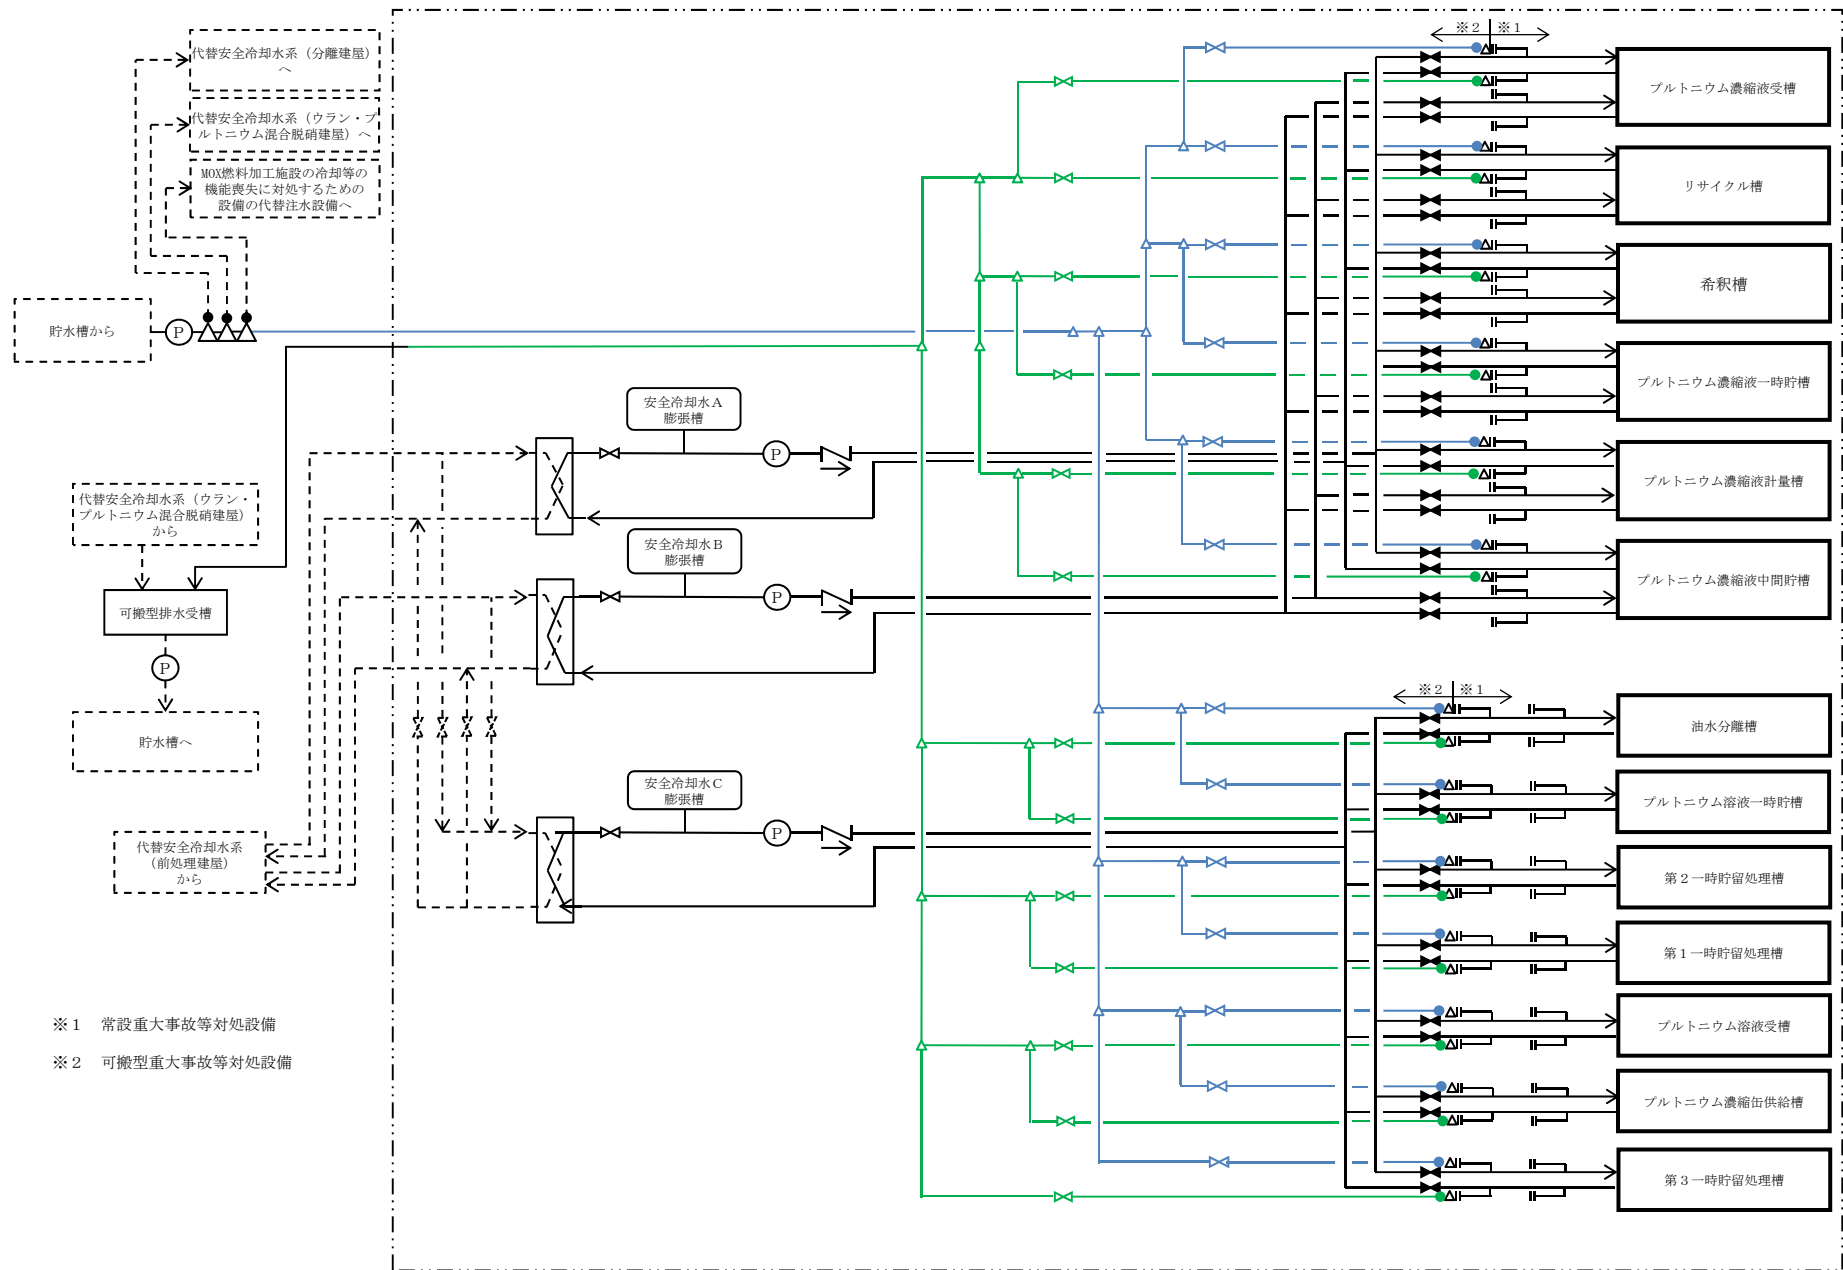 代替安全冷却水系（分離建屋）
へ
代替安全冷却水系（ウラン・プ
ルトニウム混合脱硝建屋）へ
MOX燃料加工施設の冷却等の
機能喪失に対処するための
設備の代替注水設備へ
貯水槽から
P
代替安全冷却水系（ウラン・
プルトニウム混合脱硝建屋）
から
可搬型排水受槽
P
貯水槽へ
代替安全冷却水系
（前処理建屋）
から
※１　常設重大事故等対処設備
※２　可搬型重大事故等対処設備
安全冷却水Ａ
膨張槽
P
安全冷却水Ｂ
膨張槽
P
安全冷却水Ｃ
膨張槽
P
※２ ※１
プルトニウム濃縮液受槽
リサイクル槽
希釈槽
プルトニウム濃縮液一時貯槽
プルトニウム濃縮液計量槽
プルトニウム濃縮液中間貯槽
※２ ※１
油水分離槽
プルトニウム溶液一時貯槽
第２一時貯留処理槽
第１一時貯留処理槽
プルトニウム溶液受槽
プルトニウム濃縮缶供給槽
第３一時貯留処理槽